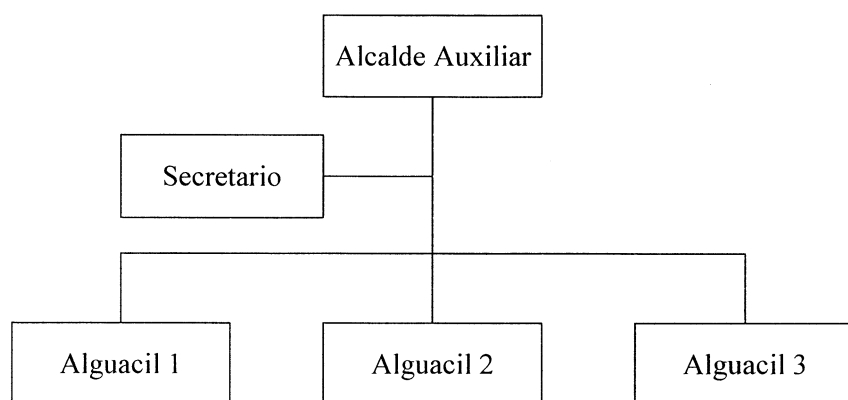 Alcalde Auxiliar
Secretario
Alguacil 1
Alguacil 2
Alguacil 3